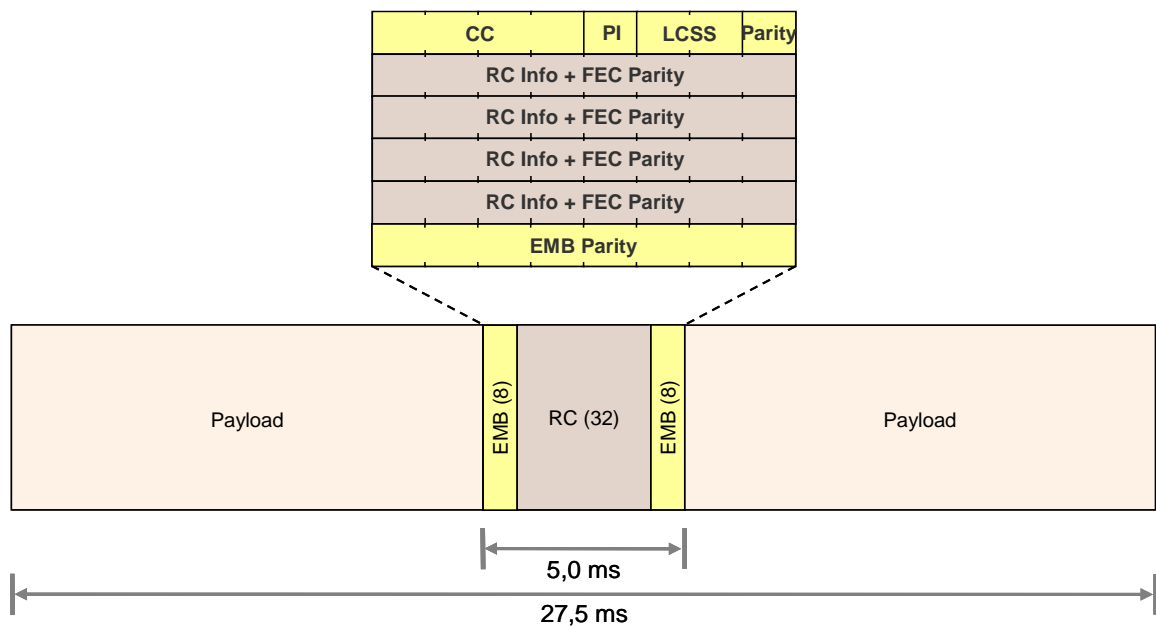 CC PI LCSS Parity
RC Info + FEC Parity
RC Info + FEC Parity
RC Info + FEC Parity
RC Info + FEC Parity
EMB Parity
Payload EMB (8) RC (32) EMB (8) Payload
5,0 ms
27,5 ms